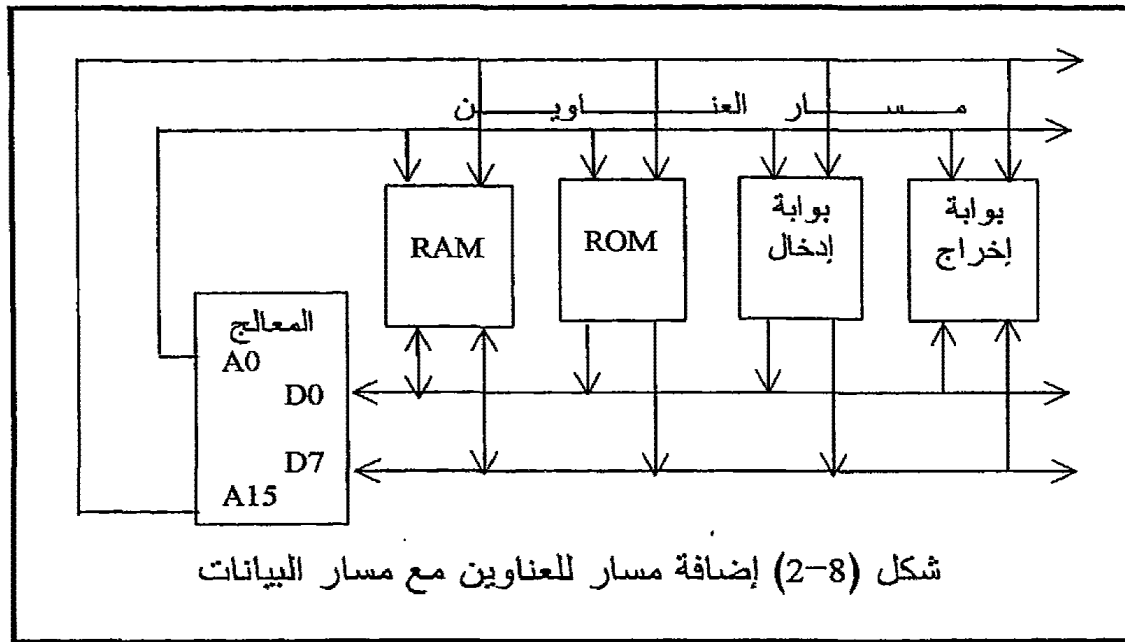 مسار العناوين
RAM
ROM
بوابة
إدخال
بوابة
إخراج
المعالج
A0
D0
D7
A15
شكل (8-2) إضافة مسار للعناوين مع مسار البيانات